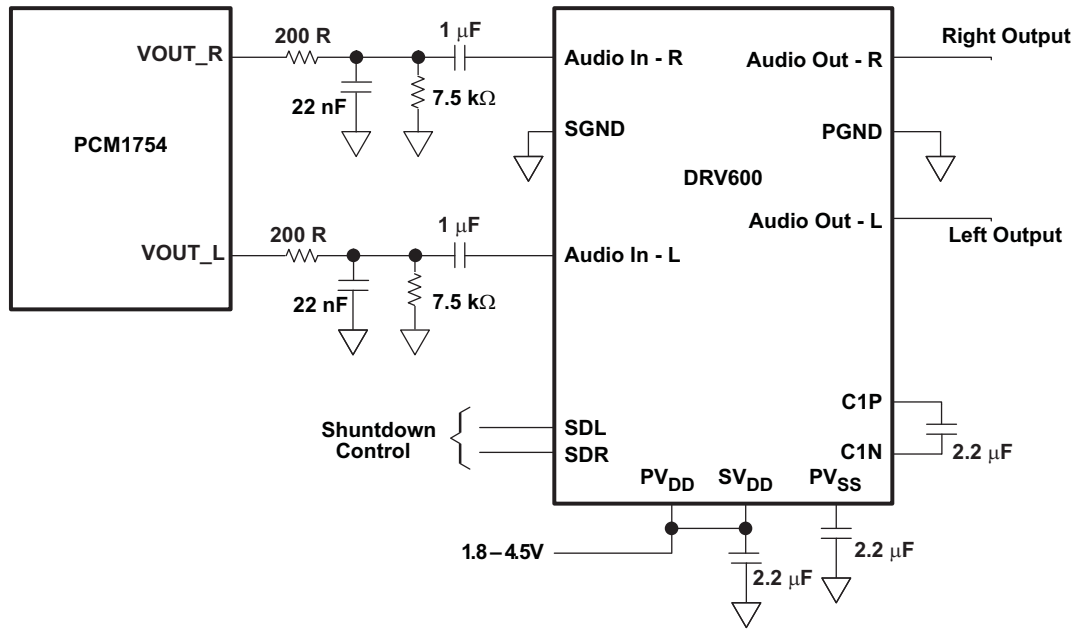 200 R
1 μF
VOUT_R
22 nF
7.5 kΩ
PCM1754
Audio In - R
Audio Out - R
Right Output
SGND
PGND
DRV600
200 R
1 μF
VOUT_L
22 nF
7.5 kΩ
Audio In - L
Audio Out - L
Left Output
Shuntdown
Control
SDL
SDR
C1P
C1N
2.2 μF
PVDD
SVDD
PVSS
1.8–4.5V
2.2 μF
2.2 μF